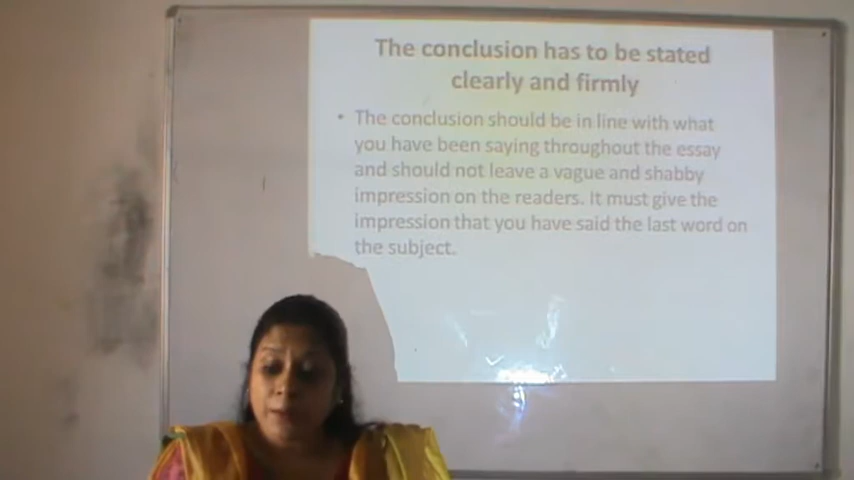 The conclusion has to be stated
clearly and firmly
• The conclusion should be in line with what
you have been saying throughout the essay
and should not leave a vague and shabby
impression on the readers. It must give the
impression that you have said the last word on
the subject.